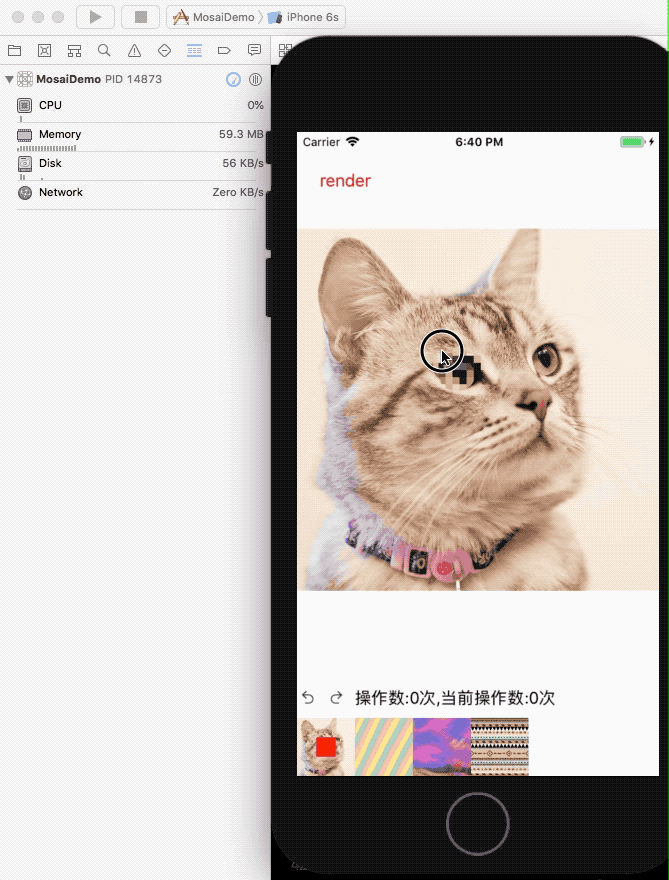 MosaiDemo 〉 iPhone 6s
MosaiDemo PID 14873
CPU 0%
Memory 59.3 MB
Disk 56 KB/s
Network Zero KB/s
Carrier 6:40 PM
render
操作数:0次,当前操作数:0次